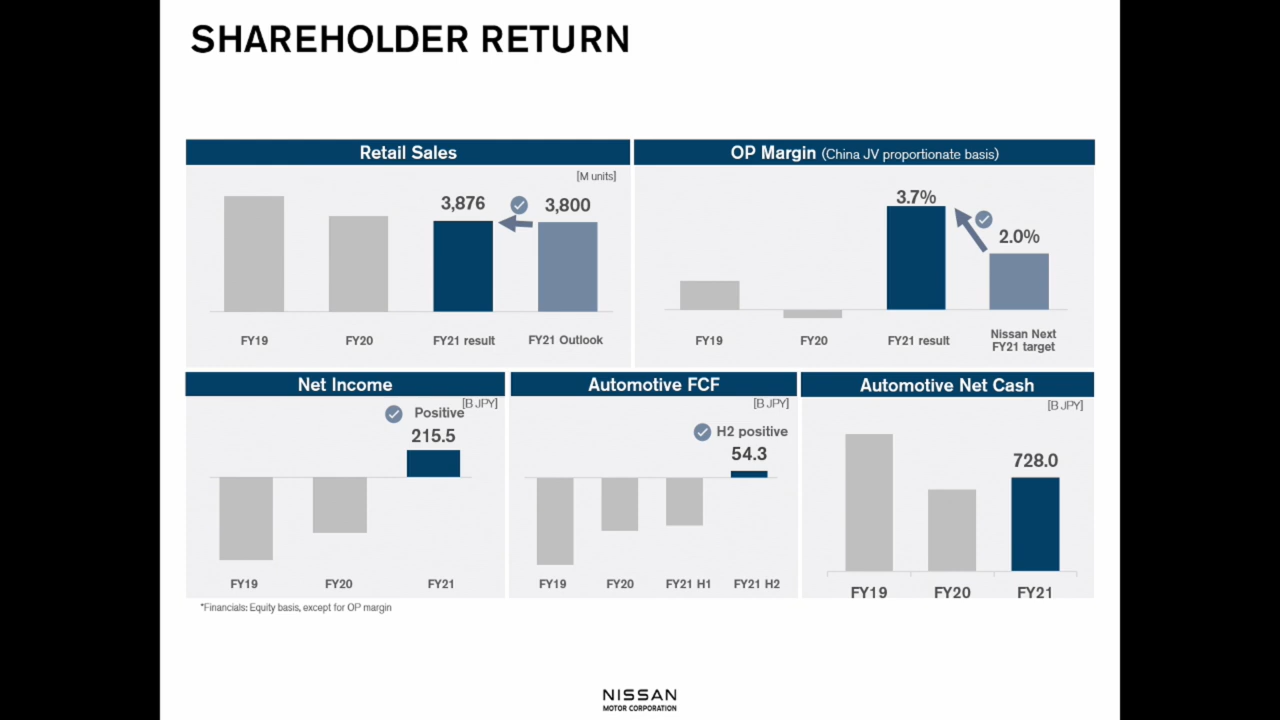 SHAREHOLDER RETURN
Retail Sales
[M units]
3,876
3,800
FY19
FY20
FY21 result
FY21 Outlook
OP Margin (China JV proportionate basis)
3.7%
2.0%
FY19
FY20
FY21 result
Nissan Next
FY21 target
Net Income
[B JPY]
Positive
215.5
FY19
FY20
FY21
Automotive FCF
[B JPY]
H2 positive
54.3
FY19
FY20
FY21 H1
FY21 H2
Automotive Net Cash
[B JPY]
728.0
FY19
FY20
FY21
*Financials: Equity basis, except for OP margin
NISSAN
MOTOR CORPORATION